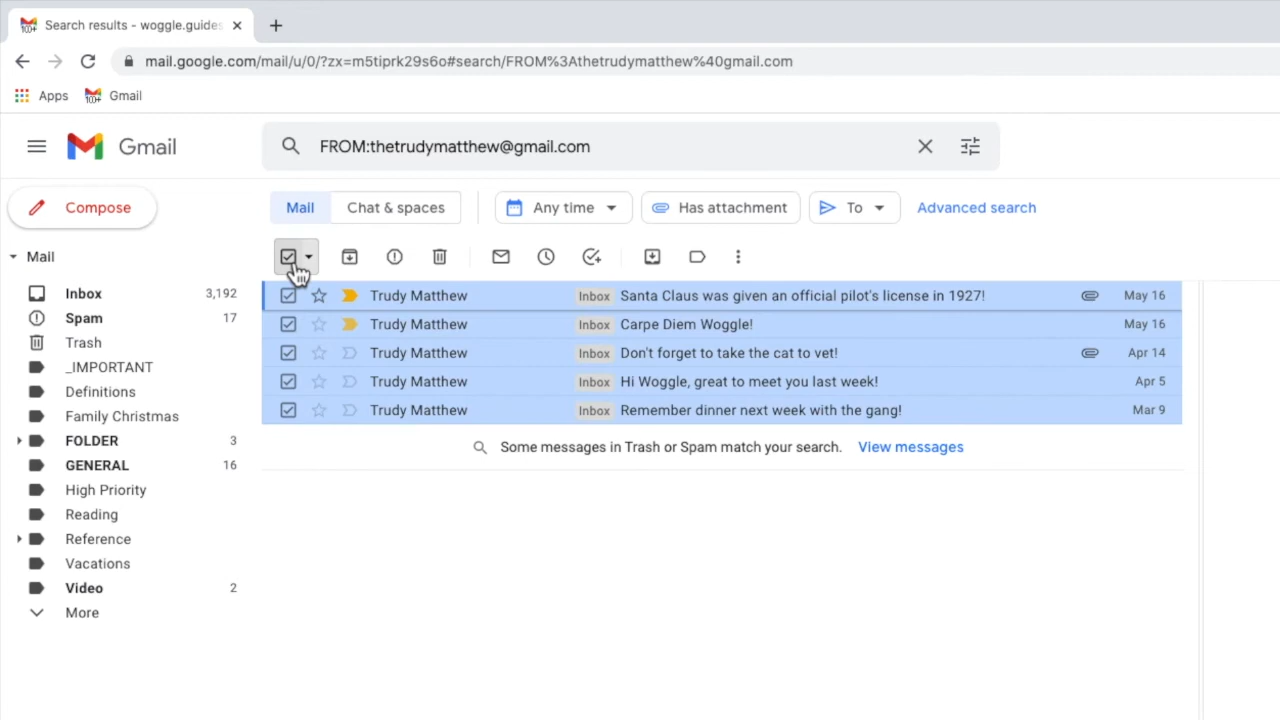 Search results - woggle.guides
mail.google.com/mail/u/0/?zx=m5tiprk29s6o#search/FROM%3Athetrudymatthew%40gmail.com
Apps Gmail
Gmail FROM:thetrudymatthew@gmail.com
Compose
Mail Chat & spaces Any time Has attachment To Advanced search
Mail
Inbox 3,192
Spam 17
Trash
_IMPORTANT
Definitions
Family Christmas
FOLDER 3
GENERAL 16
High Priority
Reading
Reference
Vacations
Video 2
More
Trudy Matthew Inbox Santa Claus was given an official pilot's license in 1927! May 16
Trudy Matthew Inbox Carpe Diem Woggle! May 16
Trudy Matthew Inbox Don't forget to take the cat to vet! Apr 14
Trudy Matthew Inbox Hi Woggle, great to meet you last week! Apr 5
Trudy Matthew Inbox Remember dinner next week with the gang! Mar 9
Some messages in Trash or Spam match your search. View messages